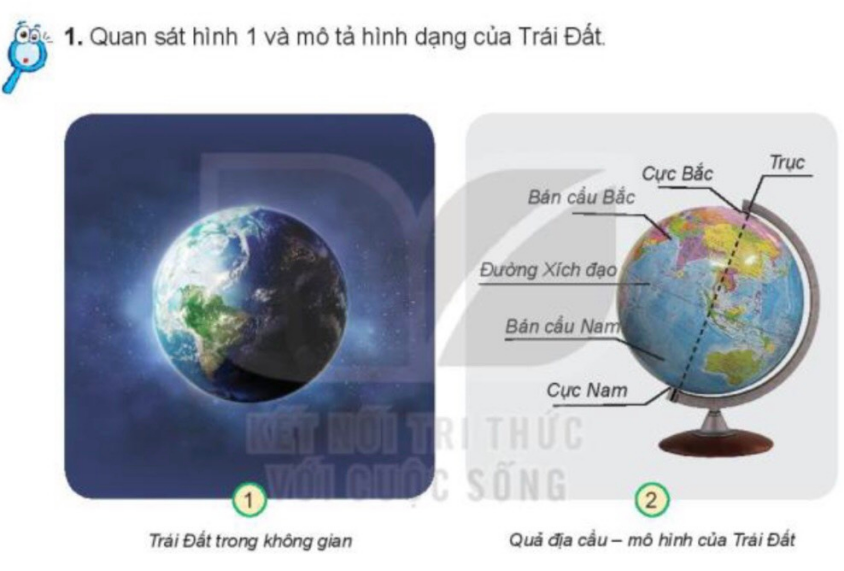 1. Quan sát hình 1 và mô tả hình dạng của Trái Đất.
Trục
Cực Bắc
Bán cầu Bắc
Đường Xích đạo
Bán cầu Nam
Cực Nam
KẾT NỐI TRI THỨC
VỚI CUỘC SỐNG
1
2
Trái Đất trong không gian
Quả địa cầu – mô hình của Trái Đất